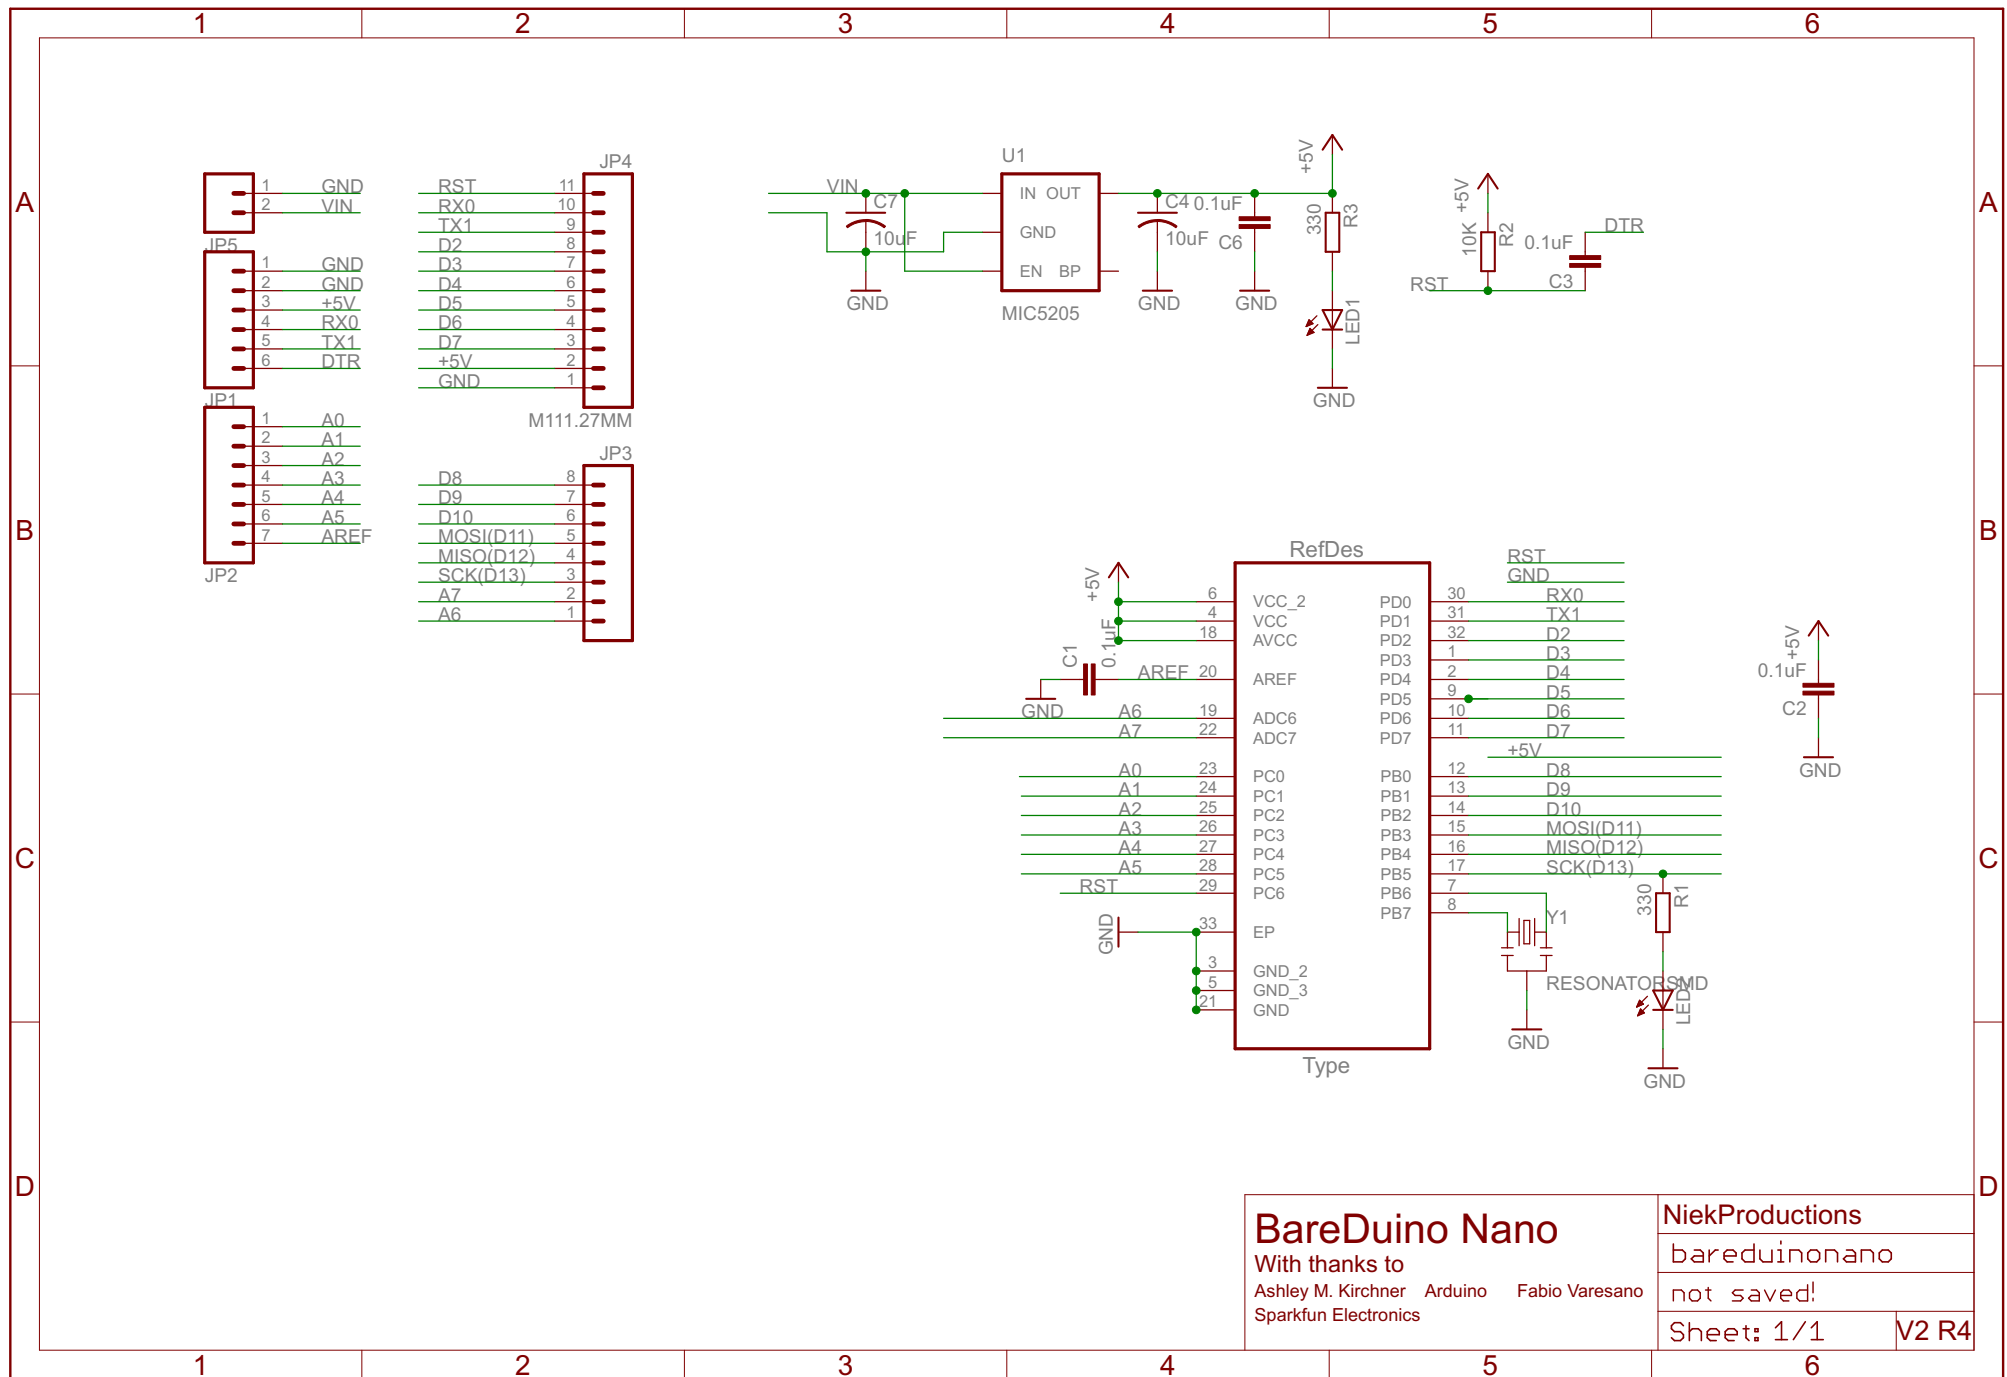 1 2 3 4 5 6
A
B
C
D
A
B
C
D
1 GND
2 VIN
JP5
1 GND
2 GND
3 +5V
4 RX0
5 TX1
6 DTR
JP1
1 A0
2 A1
3 A2
4 A3
5 A4
6 A5
7 AREF
JP2
JP4
RST 11
RX0 10
TX1 9
D2 8
D3 7
D4 6
D5 5
D6 4
D7 3
+5V 2
GND 1
M111.27MM
JP3
D8 8
D9 7
D10 6
MOSI(D11) 5
MISO(D12) 4
SCK(D13) 3
A7 2
A6 1
VIN
C7
10uF
GND
U1
IN OUT
GND
EN BP
MIC5205
C4
10uF
GND
0.1uF
C6
GND
+5V
330
R3
LED1
GND
+5V
10K
R2
RST
0.1uF
C3
DTR
RefDes
+5V
6 VCC_2
4 VCC
18 AVCC
C1
0.1uF
GND
AREF 20 AREF
A6 19 ADC6
A7 22 ADC7
A0 23 PC0
A1 24 PC1
A2 25 PC2
A3 26 PC3
A4 27 PC4
A5 28 PC5
RST 29 PC6
GND
33 EP
3 GND_2
5 GND_3
21 GND
Type
RST
GND
PD0 30 RX0
PD1 31 TX1
PD2 32 D2
PD3 1 D3
PD4 2 D4
PD5 9 D5
PD6 10 D6
PD7 11 D7
+5V
PB0 12 D8
PB1 13 D9
PB2 14 D10
PB3 15 MOSI(D11)
PB4 16 MISO(D12)
PB5 17 SCK(D13)
PB6 7
PB7 8
Y1
RESONATORSMD
GND
330
R1
GND
+5V
0.1uF
C2
GND
BareDuino Nano
With thanks to
Ashley M. Kirchner Arduino Fabio Varesano
Sparkfun Electronics
NiekProductions
bareduinonano
not saved!
Sheet: 1/1 V2 R4
1 2 3 4 5 6